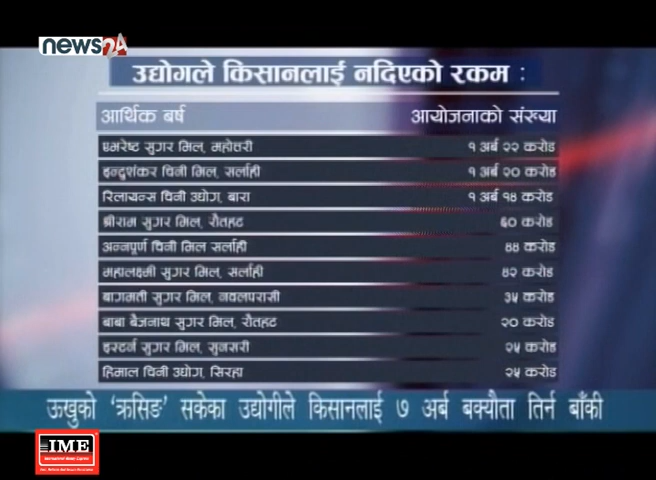 news24
उद्योगले किसानलाई नदिएको रकम :
आर्थिक बर्ष आयोजनाको संख्या
एभरेष्ट सुगर मिल, महोत्तरी १ अर्ब २२ करोड
इन्दुशंकर चिनी मिल, सर्लाही १ अर्ब २० करोड
रिलायन्स चिनी उद्योग, बारा १ अर्ब १४ करोड
श्रीराम सुगर मिल, रौतहट ६० करोड
अन्नपूर्ण चिनी मिल सर्लाही ४४ करोड
महालक्ष्मी सुगर मिल, सर्लाही ४२ करोड
बागमती सुगर मिल, नवलपरासी ३५ करोड
बाबा बैजनाथ सुगर मिल, रौतहट २० करोड
इस्टर्न सुगर मिल, सुनसरी २५ करोड
हिमाल चिनी उद्योग, सिरहा २५ करोड
ऊखुको 'क्रसिङ' सकेका उद्योगीले किसानलाई ७ अर्ब बक्यौता तिर्न बाँकी
IME